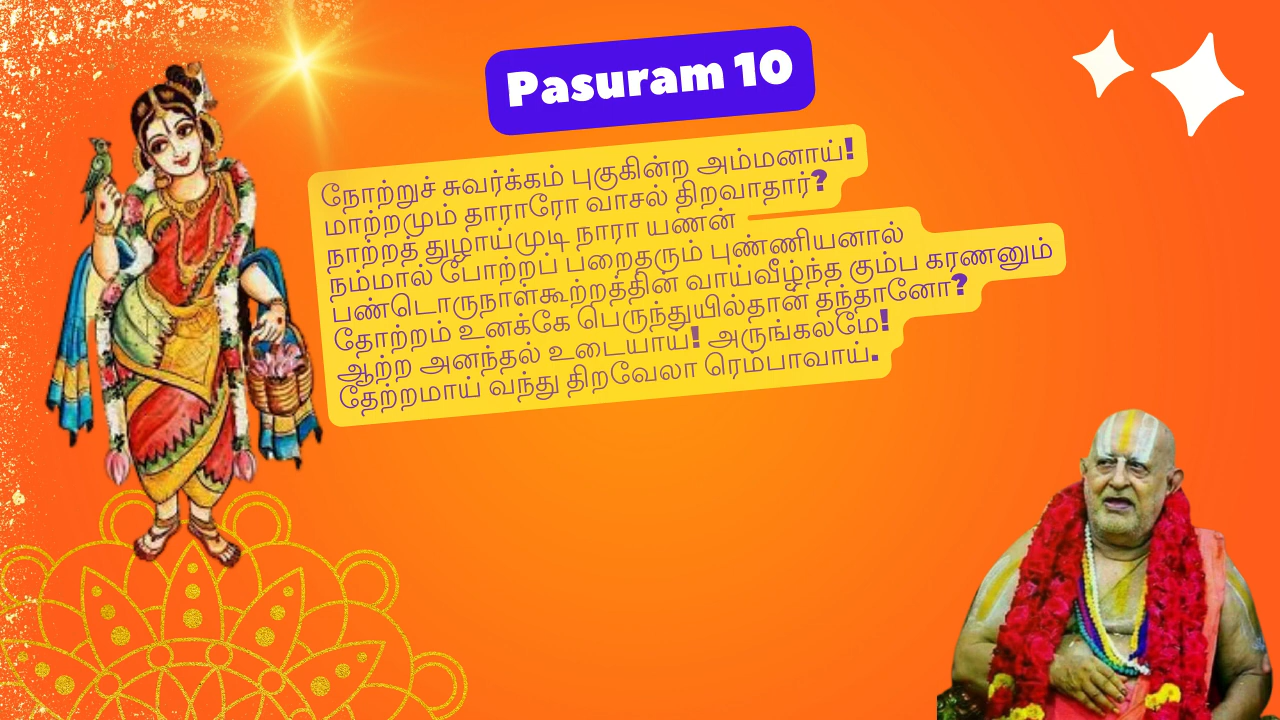 Pasuram 10
நோற்றுச் சுவர்க்கம் புகுகின்ற அம்மனாய்!
மாற்றமும் தாராரோ வாசல் திறவாதார்?
நாற்றத் துழாய்முடி நாரா யணன்
நம்மால் போற்றப் பறைதரும் புண்ணியனால்
பண்டொருநாள்கூற்றத்தின் வாய்வீழ்ந்த கும்ப கரணனும்
தோற்றம் உனக்கே பெருந்துயில்தான் தந்தானோ?
ஆற்ற அனந்தல் உடையாய்! அருங்கலமே!
தேற்றமாய் வந்து திறவேலா ரெம்பாவாய்.